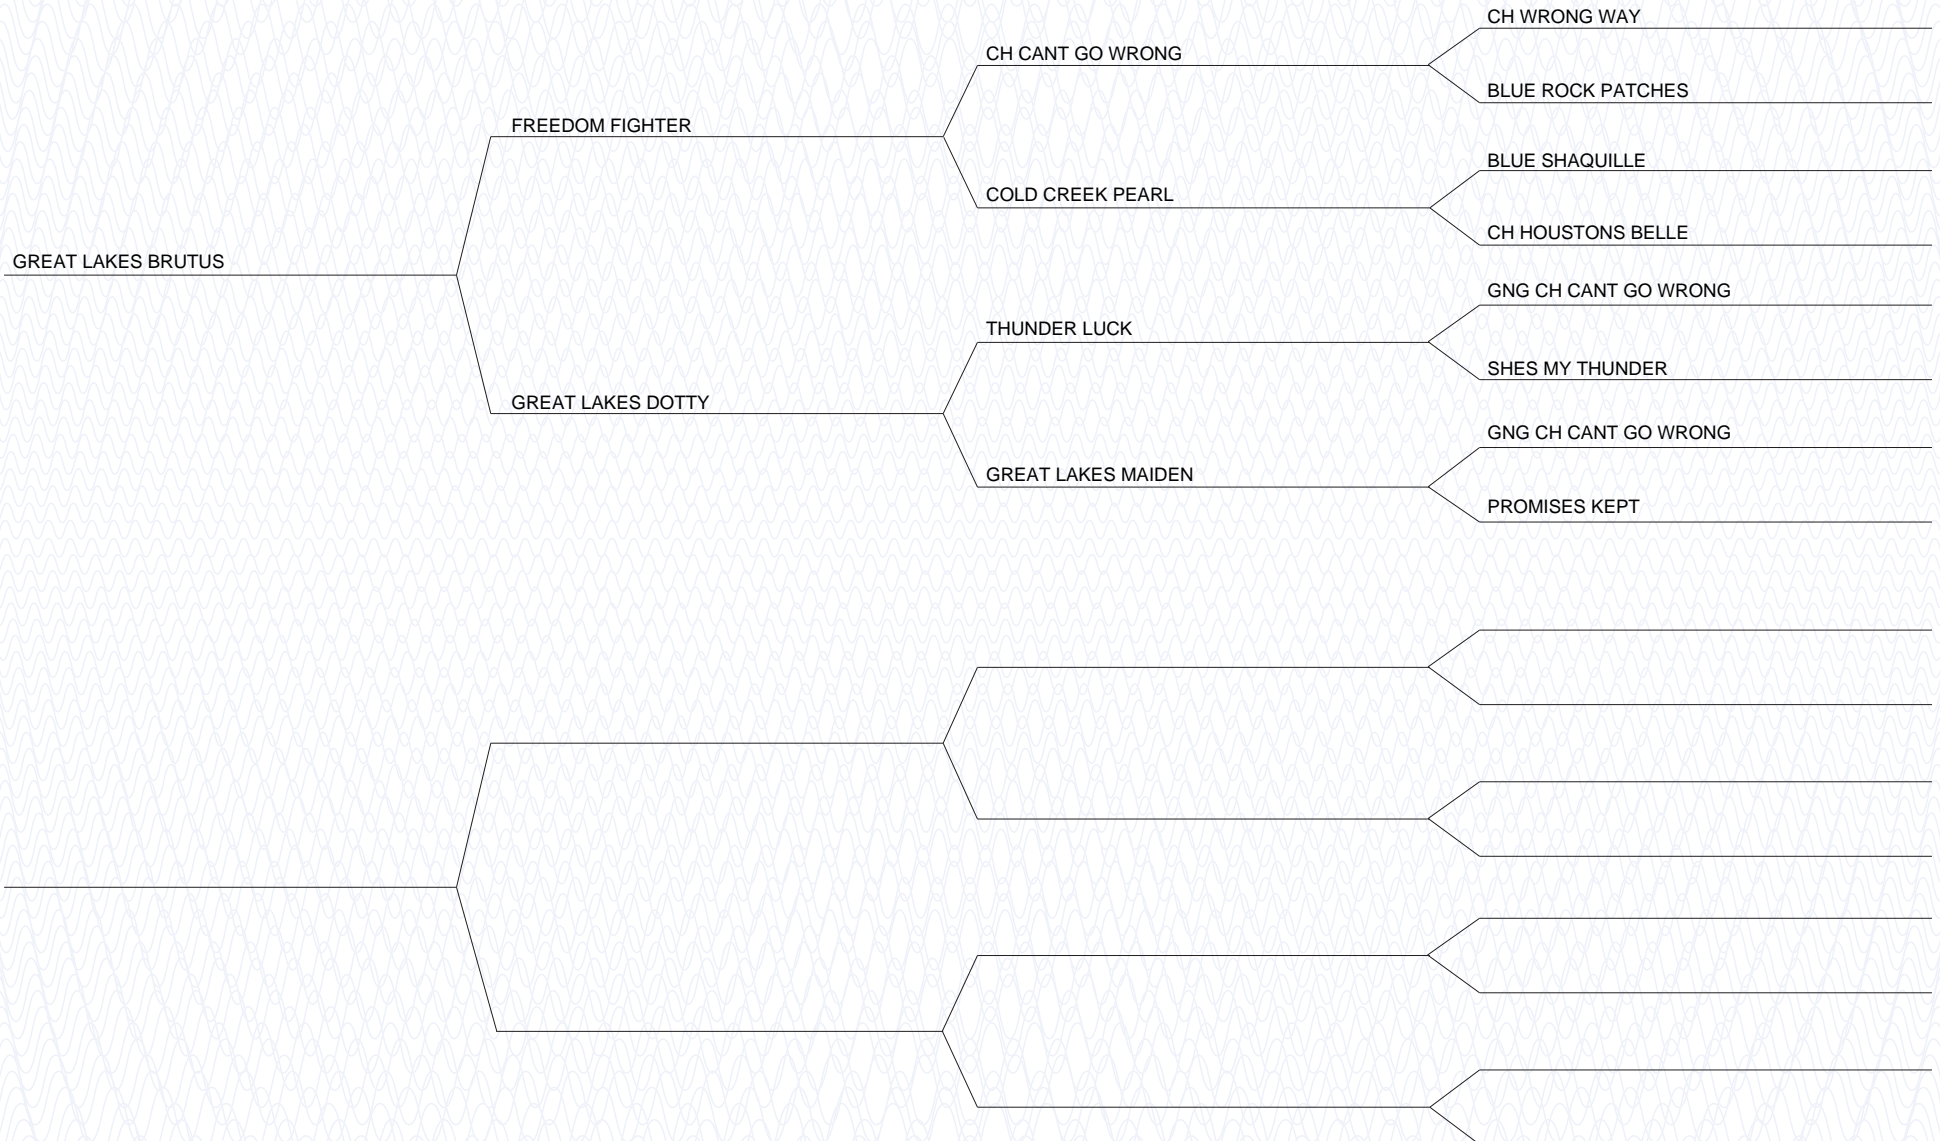 CH WRONG WAY
CH CANT GO WRONG
BLUE ROCK PATCHES
FREEDOM FIGHTER
BLUE SHAQUILLE
COLD CREEK PEARL
CH HOUSTONS BELLE
GREAT LAKES BRUTUS
GNG CH CANT GO WRONG
THUNDER LUCK
SHES MY THUNDER
GREAT LAKES DOTTY
GNG CH CANT GO WRONG
GREAT LAKES MAIDEN
PROMISES KEPT